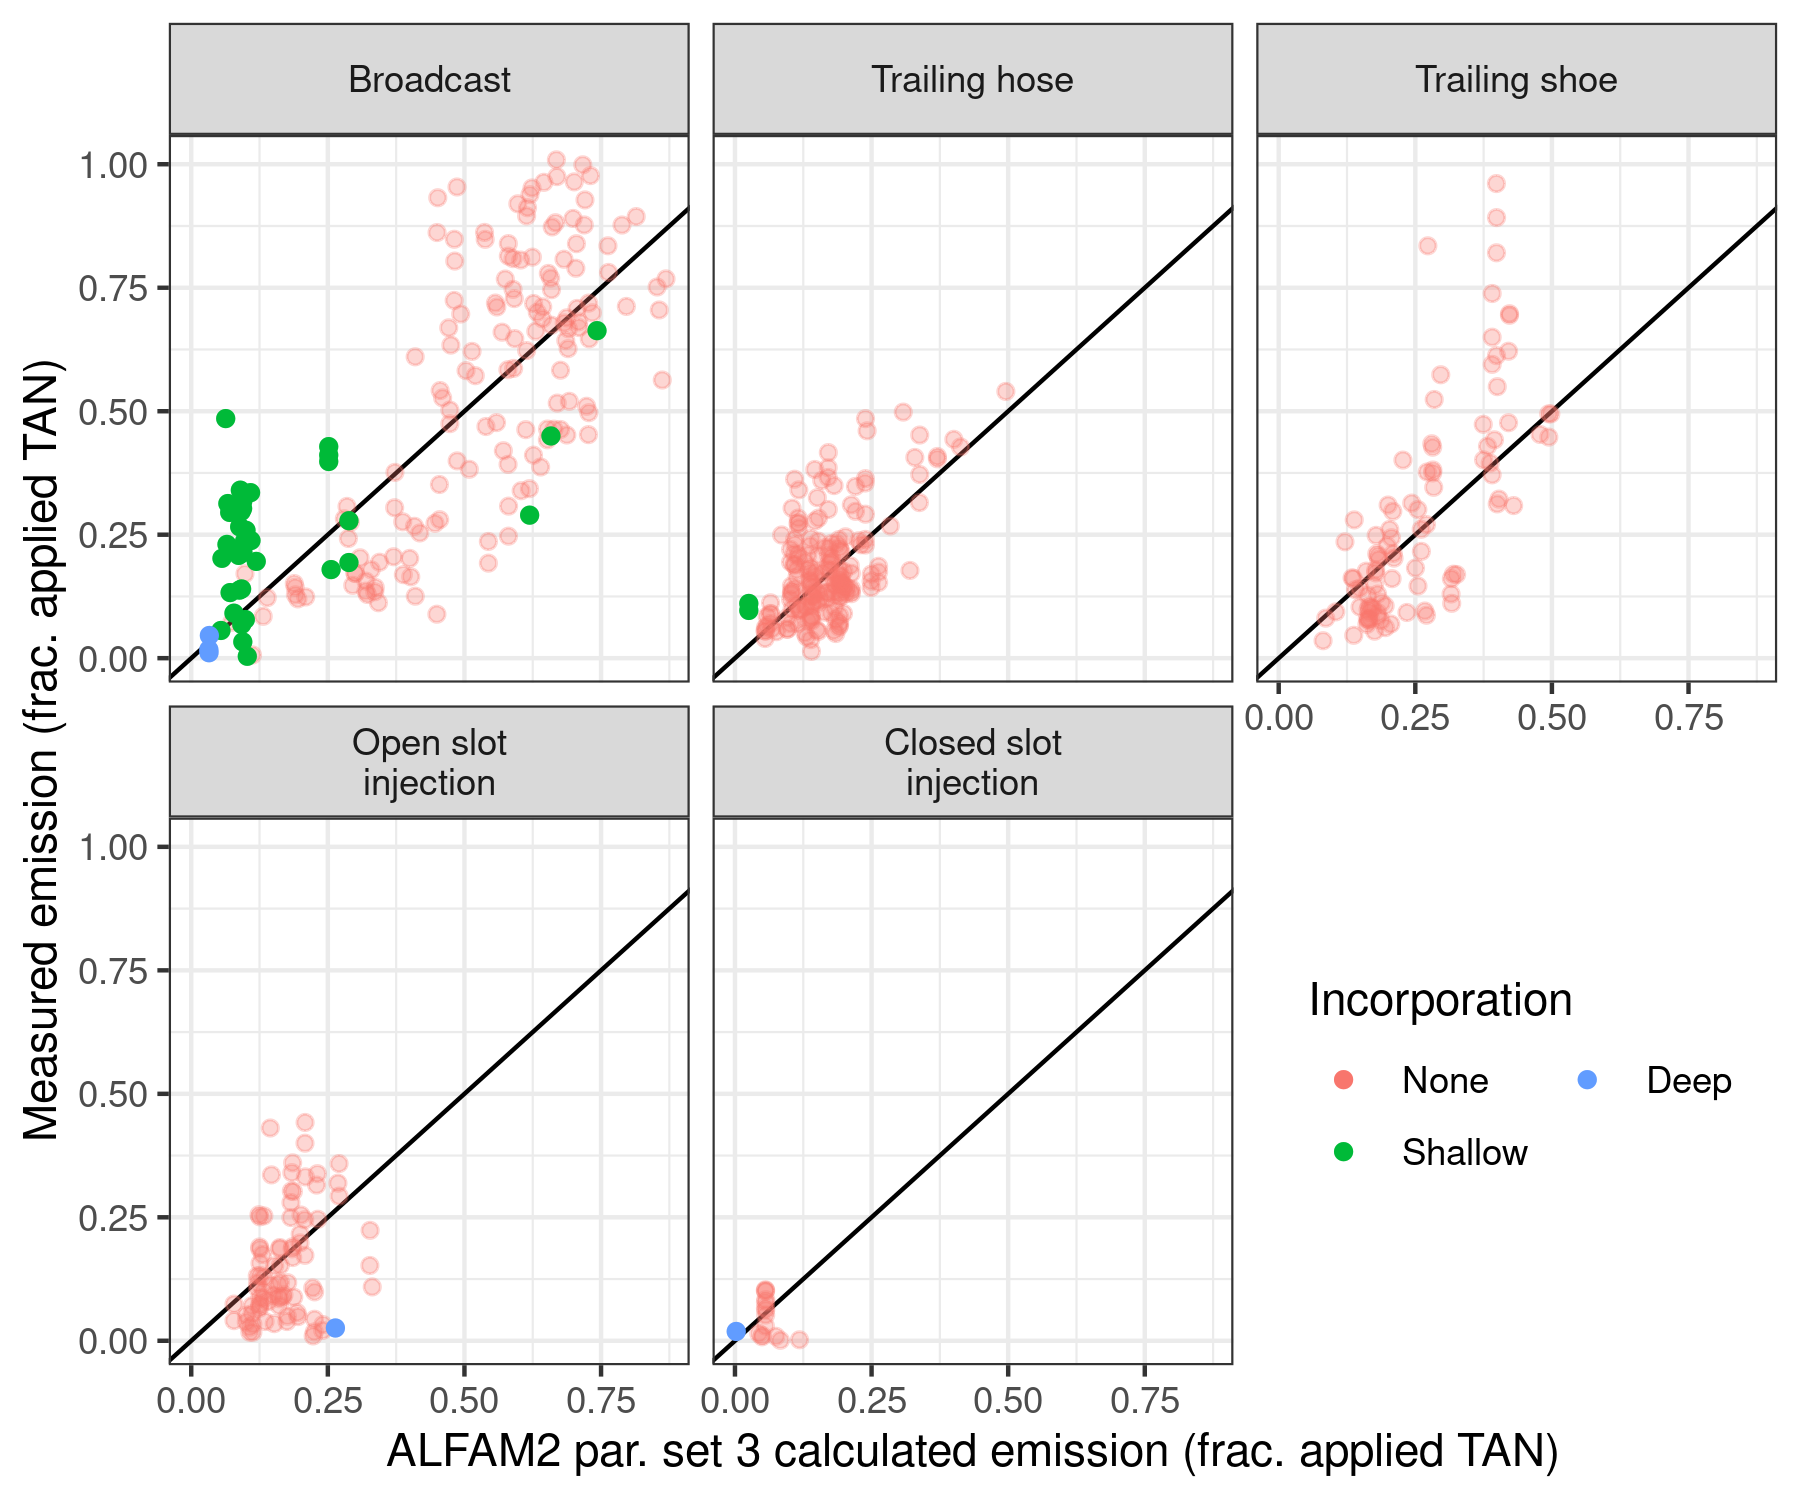 Broadcast
Trailing hose
Trailing shoe
1.00
0.75
0.50
0.25
0.00
0.00 0.25 0.50 0.75
Open slot
injection
Closed slot
injection
1.00
0.75
0.50
0.25
0.00
0.00 0.25 0.50 0.75
0.00 0.25 0.50 0.75
Measured emission (frac. applied TAN)
ALFAM2 par. set 3 calculated emission (frac. applied TAN)
Incorporation
None
Deep
Shallow